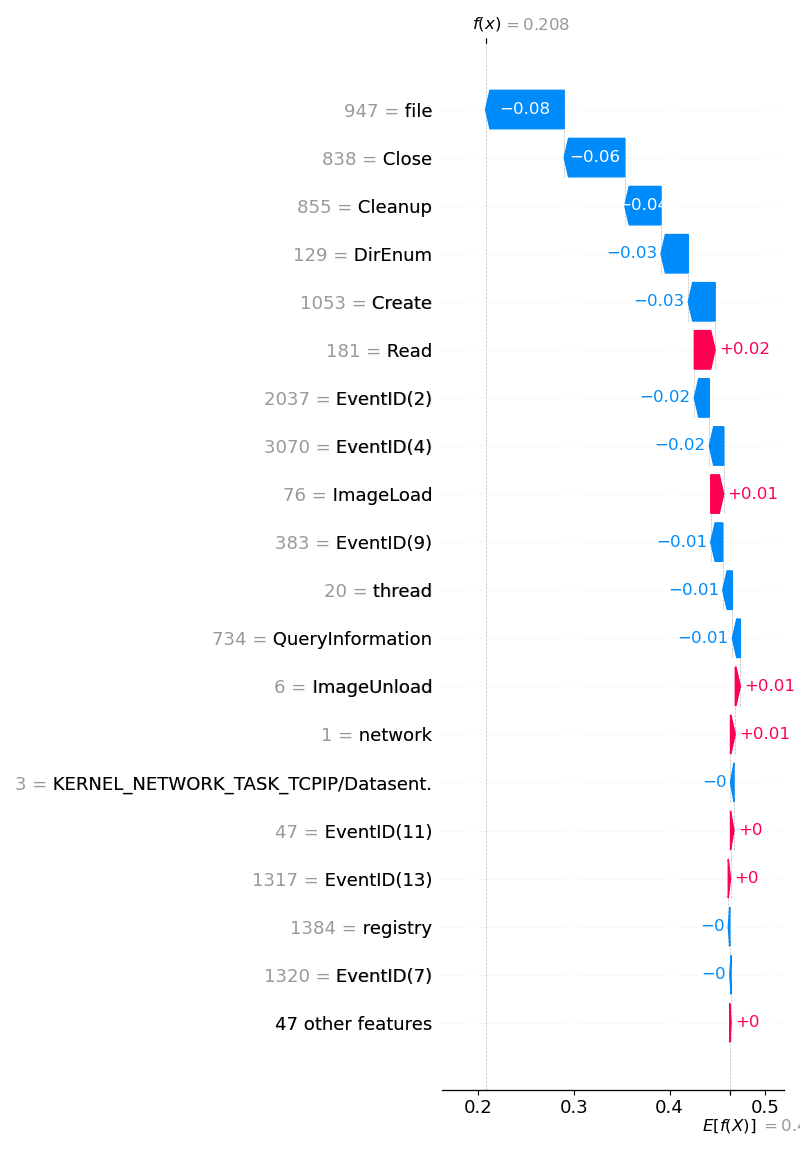 f(x) = 0.208
947 = file
−0.08
838 = Close
−0.06
855 = Cleanup
−0.04
129 = DirEnum
−0.03
1053 = Create
−0.03
181 = Read
+0.02
2037 = EventID(2)
−0.02
3070 = EventID(4)
−0.02
76 = ImageLoad
+0.01
383 = EventID(9)
−0.01
20 = thread
−0.01
734 = QueryInformation
−0.01
6 = ImageUnload
+0.01
1 = network
+0.01
3 = KERNEL_NETWORK_TASK_TCPIP/Datasent.
−0
47 = EventID(11)
+0
1317 = EventID(13)
+0
1384 = registry
−0
1320 = EventID(7)
−0
47 other features
+0
0.2 0.3 0.4 0.5
E[f(X)] = 0.4